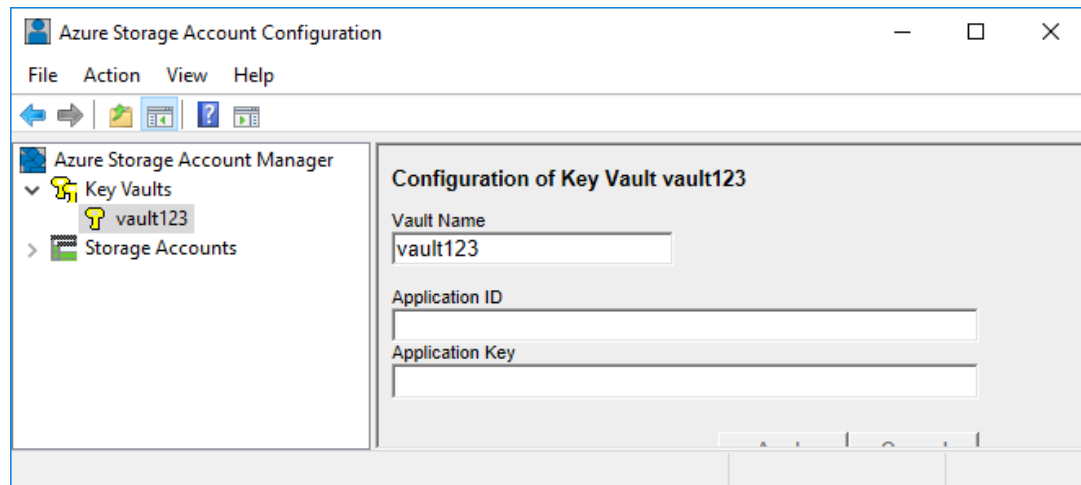 Azure Storage Account Configuration
File Action View Help
Azure Storage Account Manager
Key Vaults
vault123
Storage Accounts
Configuration of Key Vault vault123
Vault Name
vault123
Application ID
Application Key